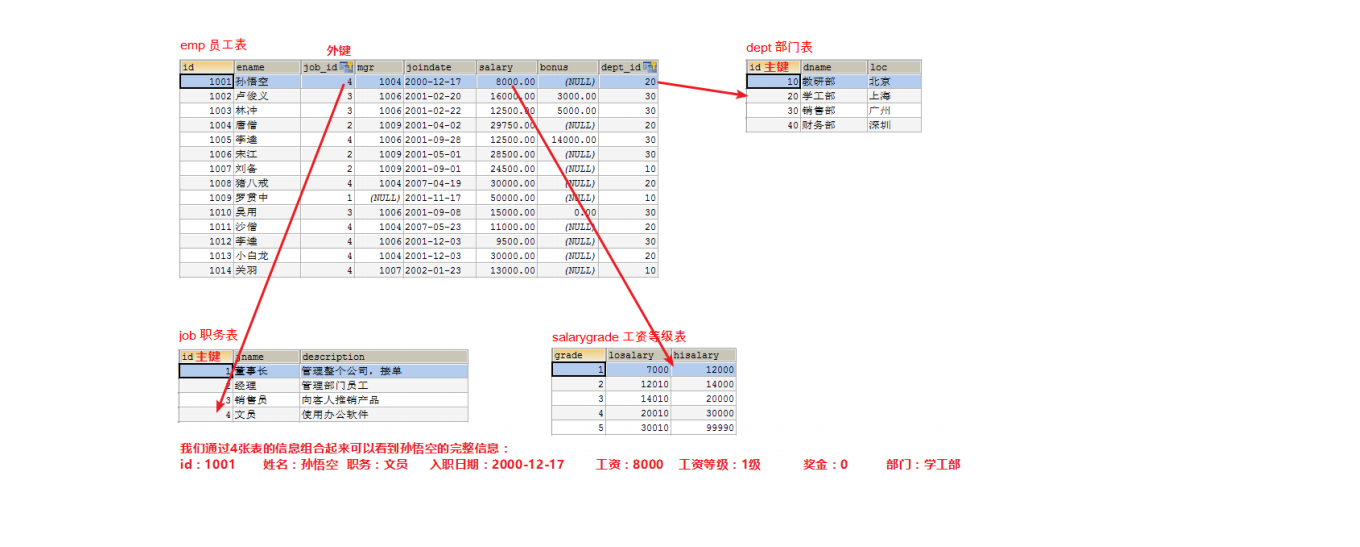 emp 员工表
外键
id ename job_id mgr joindate salary bonus dept_id
1001 孙悟空 4 1004 2000-12-17 8000.00 (NULL) 20
1002 卢俊义 3 1006 2001-02-20 16000.00 3000.00 30
1003 林冲 3 1006 2001-02-22 12500.00 5000.00 30
1004 唐僧 2 1009 2001-04-02 29750.00 (NULL) 20
1005 李逵 4 1006 2001-09-28 12500.00 14000.00 30
1006 宋江 2 1009 2001-05-01 28500.00 (NULL) 30
1007 刘备 2 1009 2001-09-01 24500.00 (NULL) 10
1008 猪八戒 4 1004 2007-04-19 30000.00 (NULL) 20
1009 罗贯中 1 (NULL) 2001-11-17 50000.00 (NULL) 10
1010 吴用 3 1006 2001-09-08 15000.00 0.00 30
1011 沙僧 4 1004 2007-05-23 11000.00 (NULL) 20
1012 李逵 4 1006 2001-12-03 9500.00 (NULL) 30
1013 小白龙 4 1004 2001-12-03 30000.00 (NULL) 20
1014 关羽 4 1007 2002-01-23 13000.00 (NULL) 10
dept 部门表
id 主键 dname loc
10 教研部 北京
20 学工部 上海
30 销售部 广州
40 财务部 深圳
job 职务表
id 主键 jname description
1 董事长 管理整个公司，接单
2 经理 管理部门员工
3 销售员 向客人推销产品
4 文员 使用办公软件
salarygrade 工资等级表
grade losalary hisalary
1 7000 12000
2 12010 14000
3 14010 20000
4 20010 30000
5 30010 99990
我们通过4张表的信息组合起来可以看到孙悟空的完整信息：
id：1001 姓名：孙悟空 职务：文员 入职日期：2000-12-17 工资：8000 工资等级：1级 奖金：0 部门：学工部